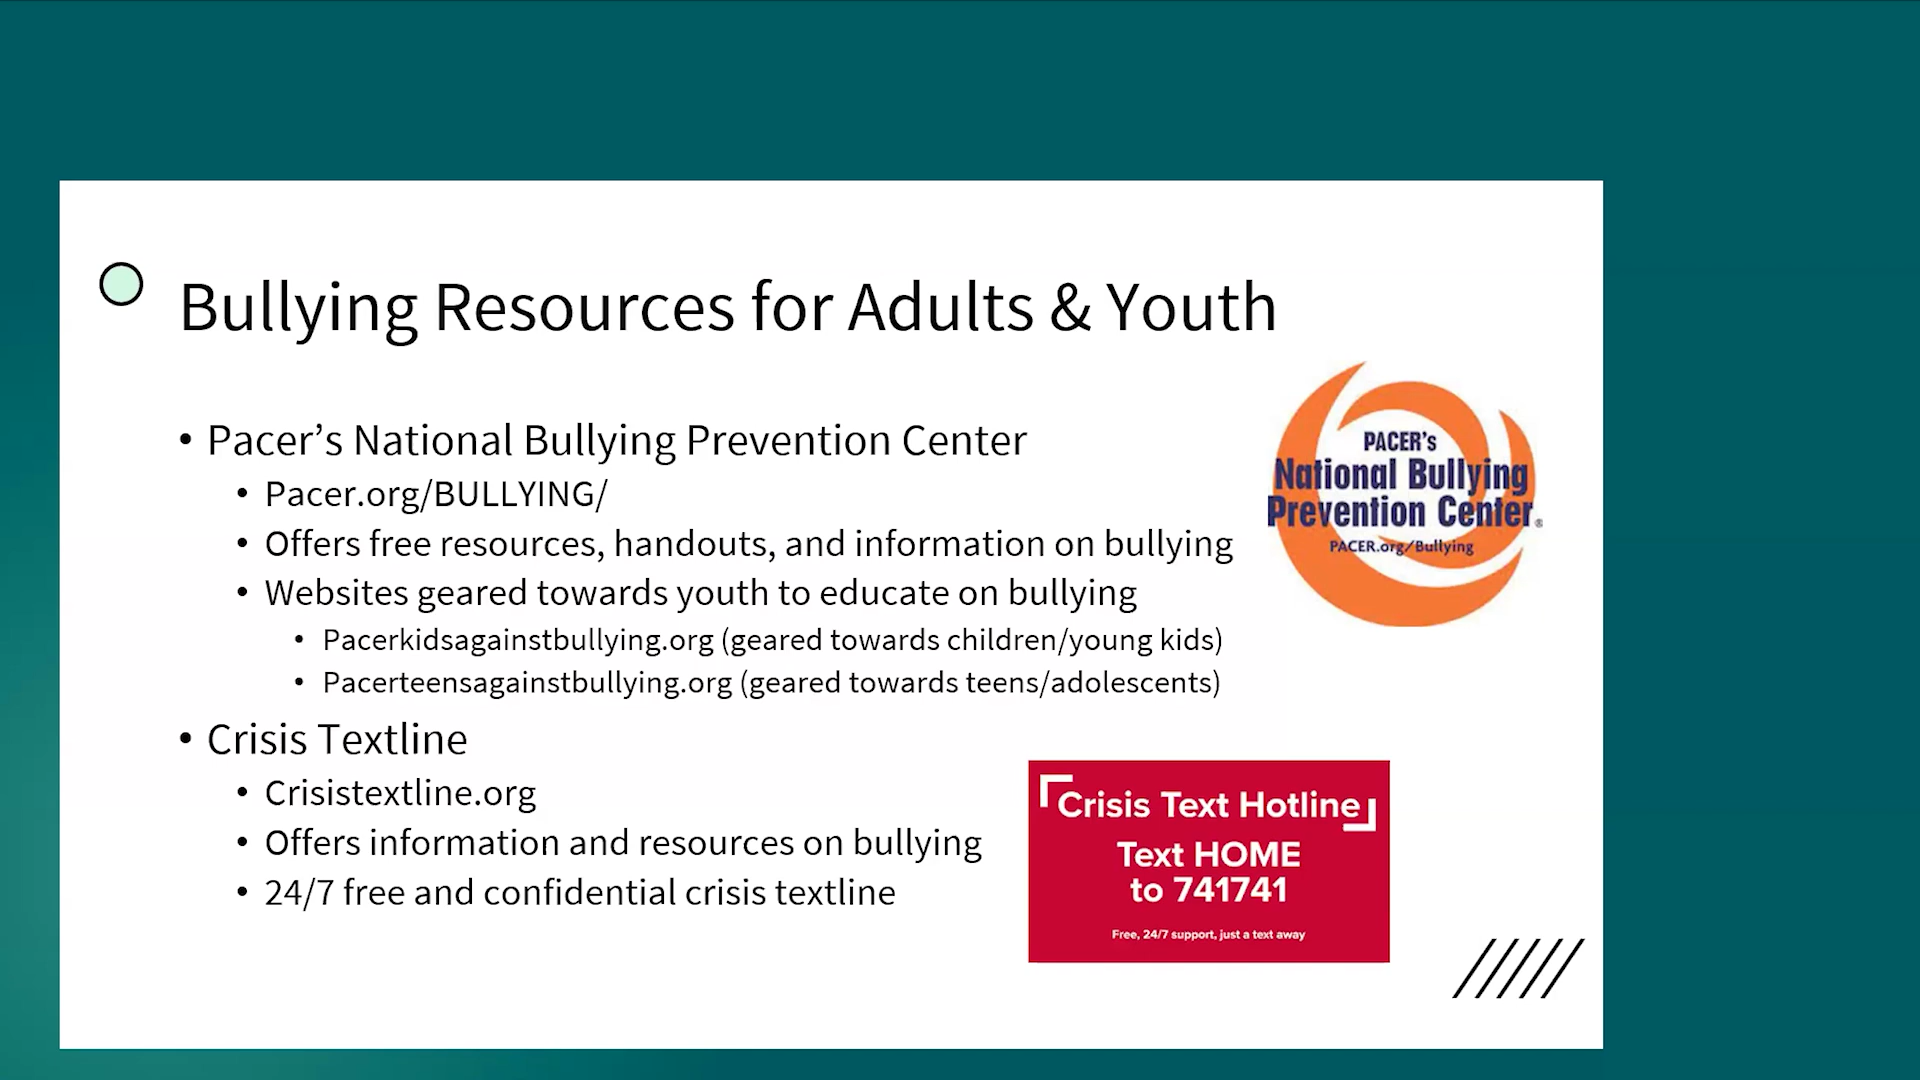 Bullying Resources for Adults & Youth
• Pacer’s National Bullying Prevention Center
• Pacer.org/BULLYING/
• Offers free resources, handouts, and information on bullying
• Websites geared towards youth to educate on bullying
• Pacerkidsagainstbullying.org (geared towards children/young kids)
• Pacerteensagainstbullying.org (geared towards teens/adolescents)
PACER’s
National Bullying
Prevention Center®
PACER.org/Bullying
• Crisis Textline
• Crisistextline.org
• Offers information and resources on bullying
• 24/7 free and confidential crisis textline
Crisis Text Hotline
Text HOME
to 741741
Free, 24/7 support, just a text away